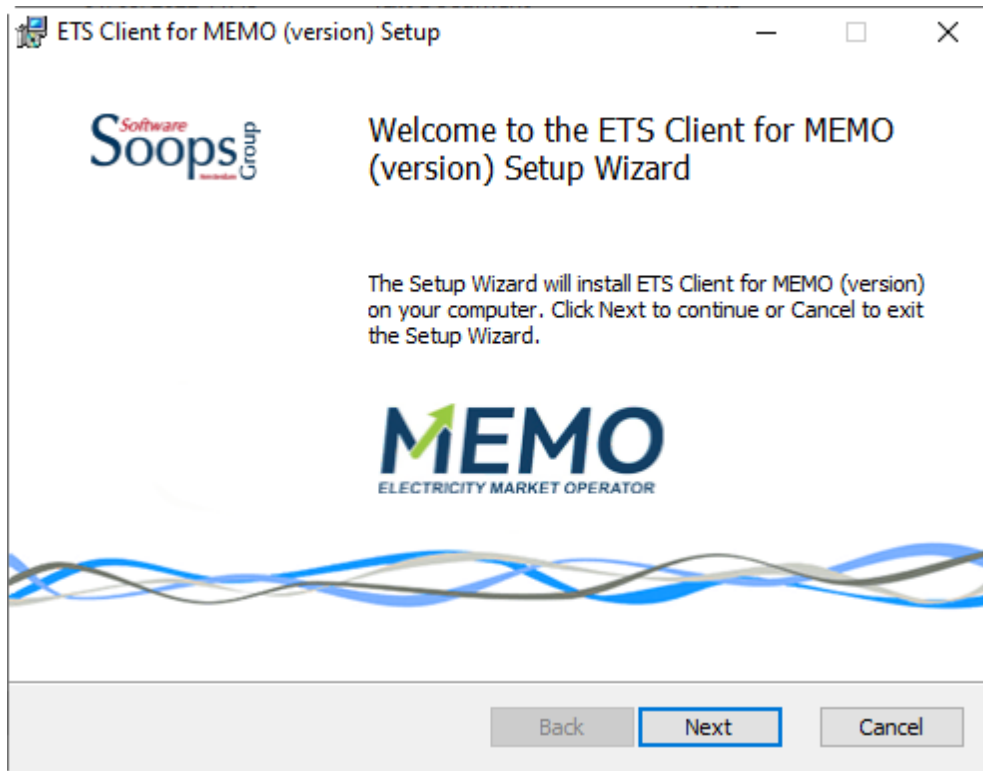 ETS Client for MEMO (version) Setup
Software
Soops
Group
Amsterdam
Welcome to the ETS Client for MEMO
(version) Setup Wizard
The Setup Wizard will install ETS Client for MEMO (version)
on your computer. Click Next to continue or Cancel to exit
the Setup Wizard.
MEMO
ELECTRICITY MARKET OPERATOR
Back
Next
Cancel